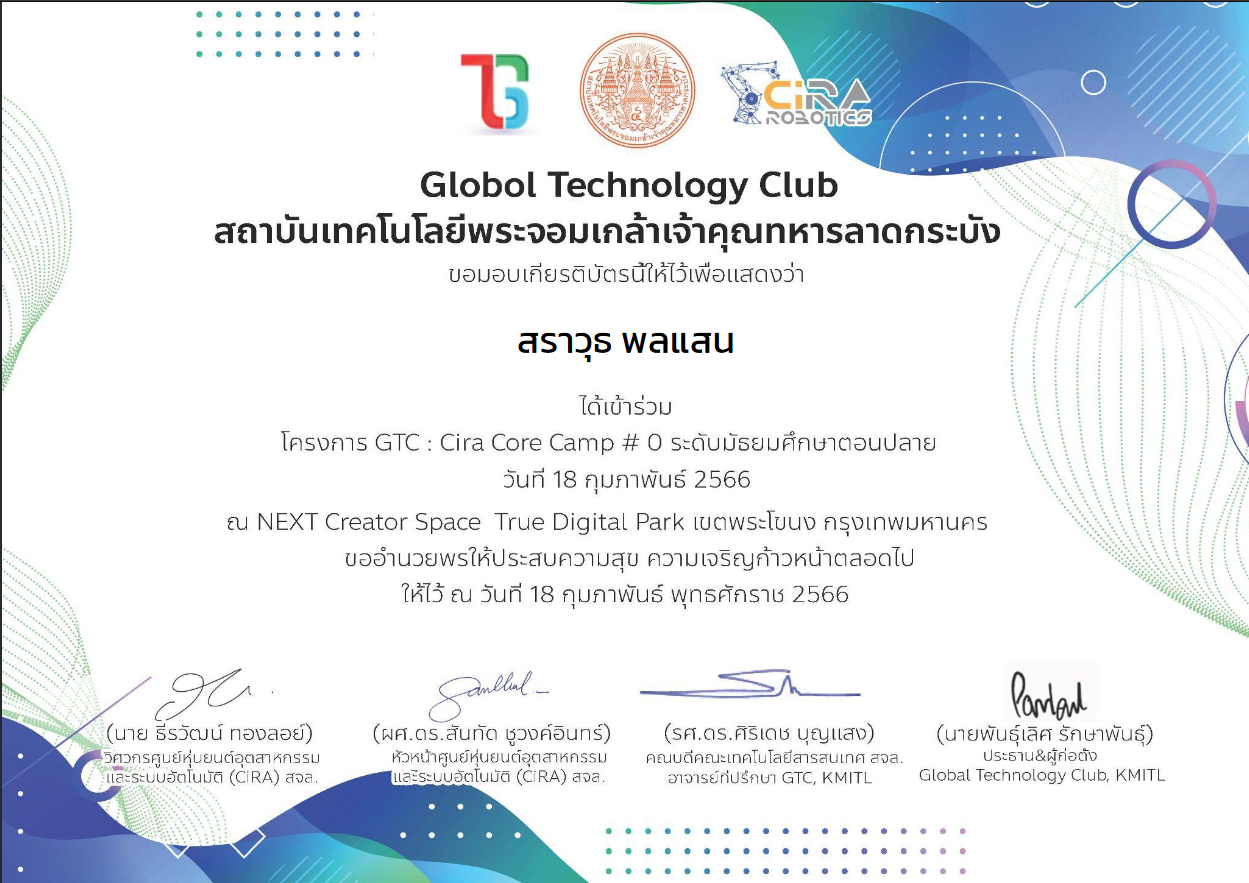 CiRA
ROBOTICS
Globol Technology Club
สถาบันเทคโนโลยีพระจอมเกล้าเจ้าคุณทหารลาดกระบัง
ขอมอบเกียรติบัตรนี้ให้ไว้เพื่อแสดงว่า
สราวุธ พลแสน
ได้เข้าร่วม
โครงการ GTC : Cira Core Camp # 0 ระดับมัธยมศึกษาตอนปลาย
วันที่ 18 กุมภาพันธ์ 2566
ณ NEXT Creator Space True Digital Park เขตพระโขนง กรุงเทพมหานคร
ขออำนวยพรให้ประสบความสุข ความเจริญก้าวหน้าตลอดไป
ให้ไว้ ณ วันที่ 18 กุมภาพันธ์ พุทธศักราช 2566
(นาย ธีรวัฒน์ ทองลอย) (ผศ.ดร.สันทัด ชูวงค์อินทร์) (รศ.ดร.ศิริเดช บุญแสง) (นายพันธุ์เลิศ รักษาพันธุ์)
วิศวกรศูนย์หุ่นยนต์อุตสาหกรรม หัวหน้าศูนย์หุ่นยนต์อุตสาหกรรม คณบดีคณะเทคโนโลยีสารสนเทศ สจล. ประธาน&ผู้ก่อตั้ง
และระบบอัตโนมัติ (CiRA) สจล. และระบบอัตโนมัติ (CiRA) สจล. อาจารย์ที่ปรึกษา GTC, KMITL Global Technology Club, KMITL